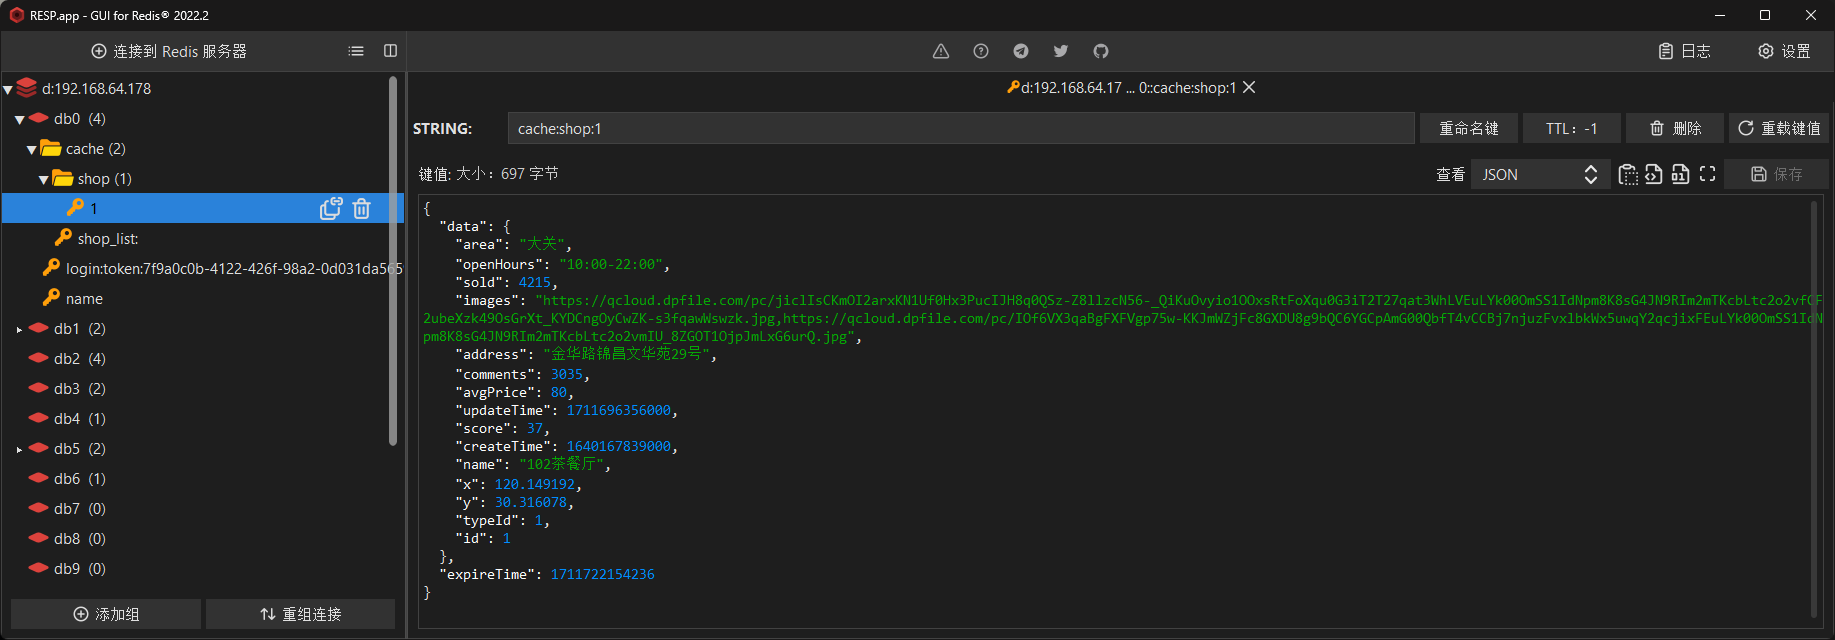 RESP.app - GUI for Redis® 2022.2
连接到 Redis 服务器
日志
设置
d:192.168.64.178
db0 (4)
cache (2)
shop (1)
1
shop_list:
login:token:7f9a0c0b-4122-426f-98a2-0d031da565
name
db1 (2)
db2 (4)
db3 (2)
db4 (1)
db5 (2)
db6 (1)
db7 (0)
db8 (0)
db9 (0)
添加组
重组连接
d:192.168.64.17 ... 0::cache:shop:1
STRING:
cache:shop:1
重命名键
TTL: -1
删除
重载键值
键值: 大小: 697 字节
查看
JSON
保存
{
"data": {
"area": "大关",
"openHours": "10:00-22:00",
"sold": 4215,
"images": "https://qcloud.dpfile.com/pc/jiclIsCKmOI2arxKN1Uf0Hx3PucIJH8q0QSz-Z8llzcN56-_QiKuOvyio1OOxsRtFoXqu0G3iT2T27qat3WhLVEuLYk00OmSS1IdNpm8K8sG4JN9RIm2mTKcbLtc2o2vfCF
2ubeXzk49OsGrXt_KYDCngOyCwZK-s3fqawWswzk.jpg,https://qcloud.dpfile.com/pc/IOf6VX3qaBgFXFVgp75w-KKJmWZjFc8GXDU8g9bQC6YGCpAmG00QbfT4vCCBj7njuzFvxlbkWx5uwqY2qcjixFEuLYk00OmSS1IdN
pm8K8sG4JN9RIm2mTKcbLtc2o2vmIU_8ZGOT1OjpJmLxG6urQ.jpg",
"address": "金华路锦昌文华苑29号",
"comments": 3035,
"avgPrice": 80,
"updateTime": 1711696356000,
"score": 37,
"createTime": 1640167839000,
"name": "102茶餐厅",
"x": 120.149192,
"y": 30.316078,
"typeId": 1,
"id": 1
},
"expireTime": 1711722154236
}